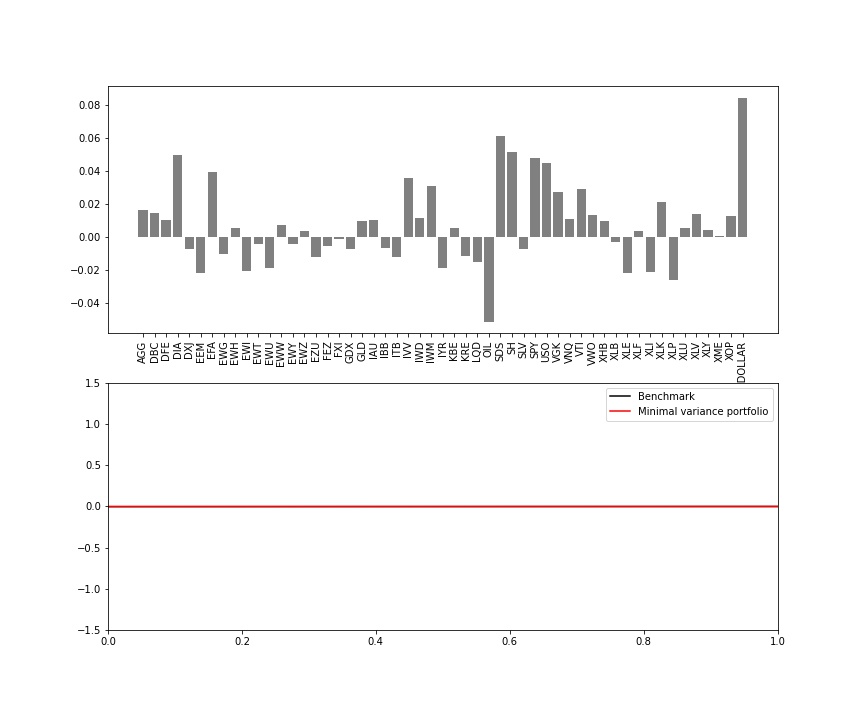 0.08
0.06
0.04
0.02
0.00
−0.02
−0.04
AGG
DBC
DFE
DIA
DXJ
EEM
EFA
EWG
EWH
EWI
EWT
EWU
EWW
EWY
EWZ
EZU
FEZ
FXI
GDX
GLD
IAU
IBB
ITB
IVV
IWD
IWM
IYR
KBE
KRE
LQD
OIL
SDS
SH
SLV
SPY
USO
VGK
VNQ
VTI
VWO
XHB
XLB
XLE
XLF
XLI
XLK
XLP
XLU
XLV
XLY
XME
XOP
DOLLAR
1.5
1.0
0.5
0.0
−0.5
−1.0
−1.5
Benchmark
Minimal variance portfolio
0.0
0.2
0.4
0.6
0.8
1.0